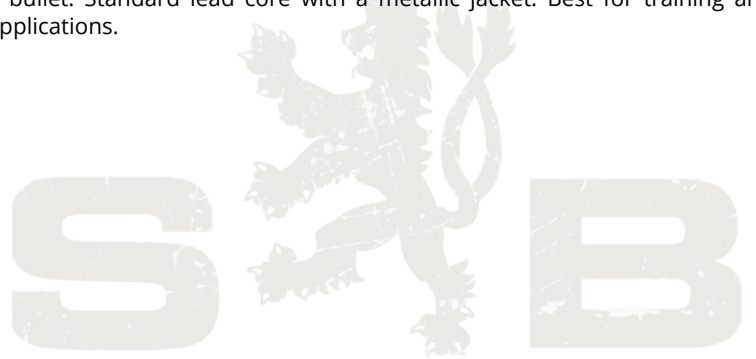 bullet. Standard lead core with a metallic jacket. Best for training
pplications.
S B